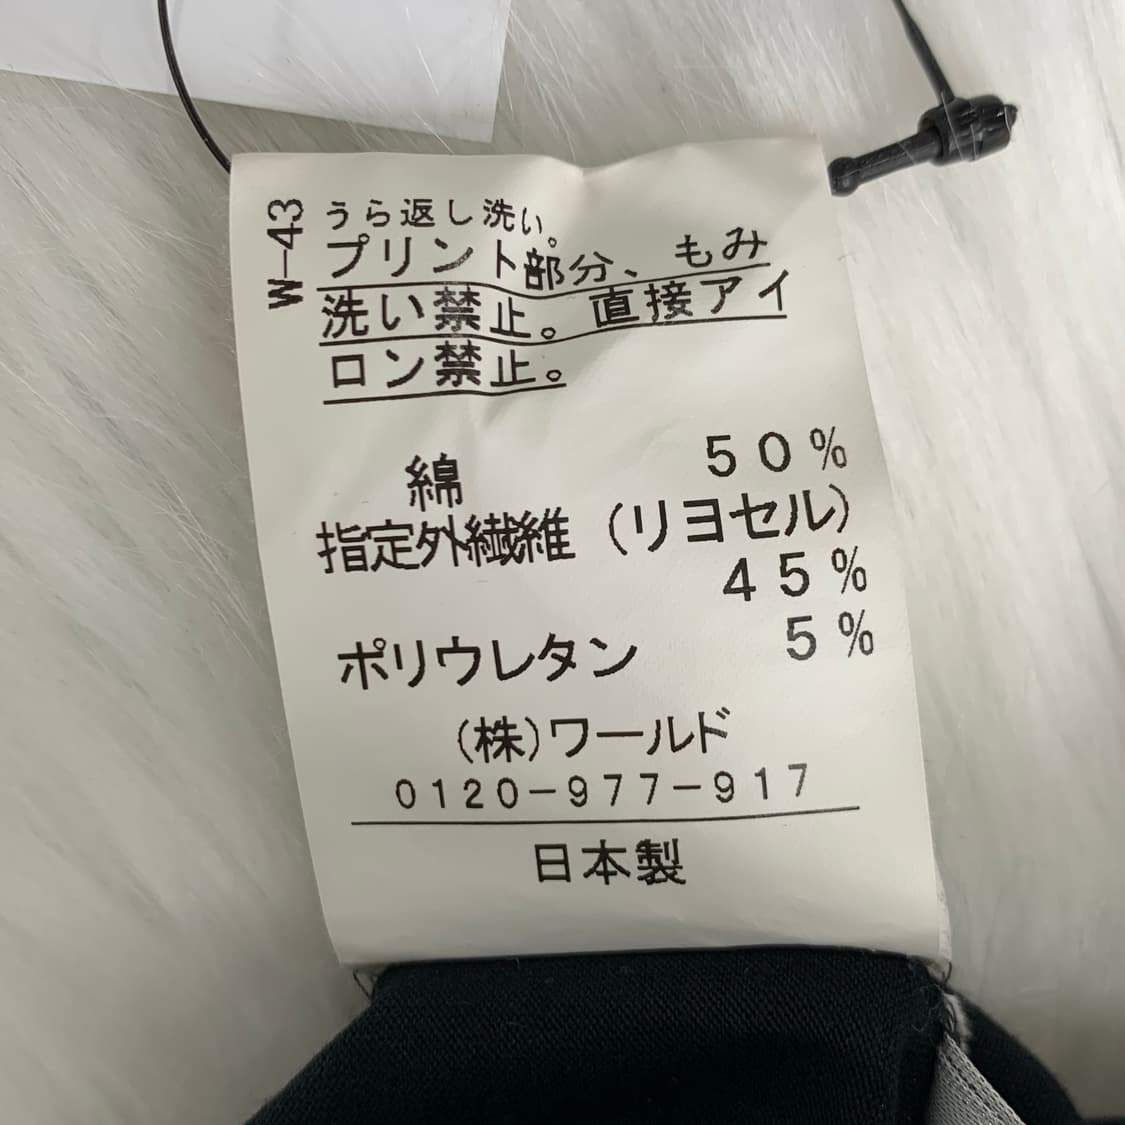 W-43
うら返し洗い。
プリント部分、もみ
洗い禁止。直接アイ
ロン禁止。
綿 50%
指定外繊維(リヨセル)
45%
ポリウレタン 5%
(株)ワールド
0120-977-917
日本製